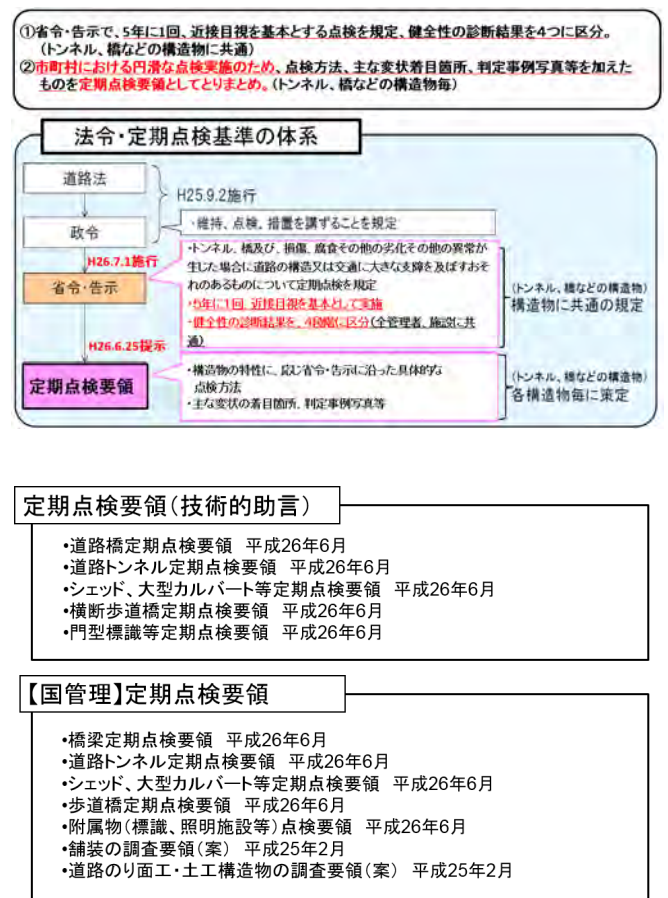 ①省令・告示で、5年に1回、近接目視を基本とする点検を規定、健全性の診断結果を4つに区分。
（トンネル、橋などの構造物に共通）
②市町村における円滑な点検実施のため、点検方法、主な変状着目箇所、判定事例写真等を加えた
ものを定期点検要領としてとりまとめ。（トンネル、橋などの構造物毎）
法令・定期点検基準の体系
道路法
H25.9.2施行
政令
・維持、点検、措置を講ずることを規定
H26.7.1施行
省令・告示
・トンネル、橋及び、損傷、腐食その他の劣化その他の異常が
生じた場合に道路の構造又は交通に大きな支障を及ぼすおそ
れのあるものについて定期点検を規定
・5年に1回、近接目視を基本として実施
・健全性の診断結果を、4段階に区分（全管理者、施設に共
通）
（トンネル、橋などの構造物）
構造物に共通の規定
H26.6.25提示
定期点検要領
・構造物の特性に、応じ省令・告示に沿った具体的な
点検方法
・主な変状の着目箇所、判定事例写真等
（トンネル、橋などの構造物）
各構造物毎に策定
定期点検要領（技術的助言）
•道路橋定期点検要領　平成26年6月
•道路トンネル定期点検要領　平成26年6月
•シェッド、大型カルバート等定期点検要領　平成26年6月
•横断歩道橋定期点検要領　平成26年6月
•門型標識等定期点検要領　平成26年6月
【国管理】定期点検要領
•橋梁定期点検要領　平成26年6月
•道路トンネル定期点検要領　平成26年6月
•シェッド、大型カルバート等定期点検要領　平成26年6月
•歩道橋定期点検要領　平成26年6月
•附属物（標識、照明施設等）点検要領　平成26年6月
•舗装の調査要領（案）　平成25年2月
•道路のり面工・土工構造物の調査要領（案）　平成25年2月